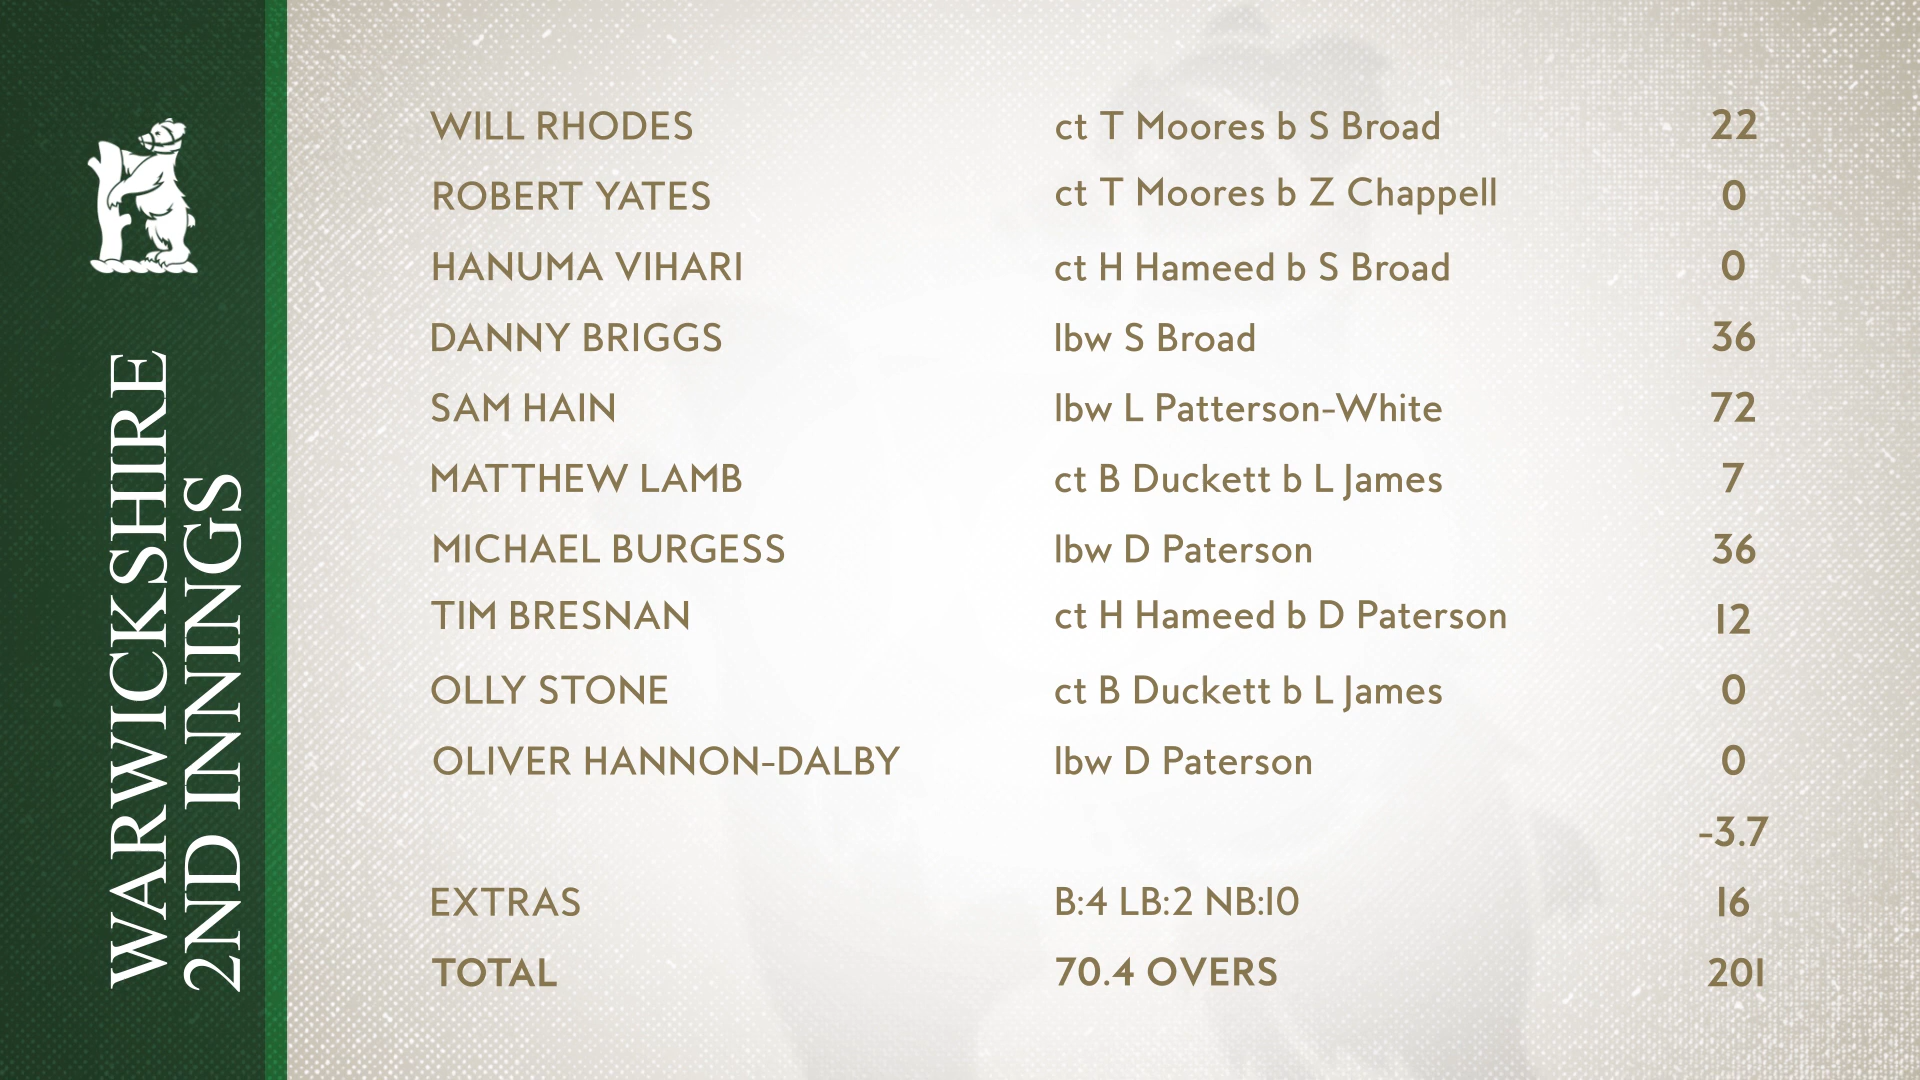 WARWICKSHIRE
2ND INNINGS
WILL RHODES ct T Moores b S Broad 22
ROBERT YATES ct T Moores b Z Chappell 0
HANUMA VIHARI ct H Hameed b S Broad 0
DANNY BRIGGS lbw S Broad 36
SAM HAIN lbw L Patterson-White 72
MATTHEW LAMB ct B Duckett b L James 7
MICHAEL BURGESS lbw D Paterson 36
TIM BRESNAN ct H Hameed b D Paterson 12
OLLY STONE ct B Duckett b L James 0
OLIVER HANNON-DALBY lbw D Paterson 0
-3.7
EXTRAS B:4 LB:2 NB:10 16
TOTAL 70.4 OVERS 201